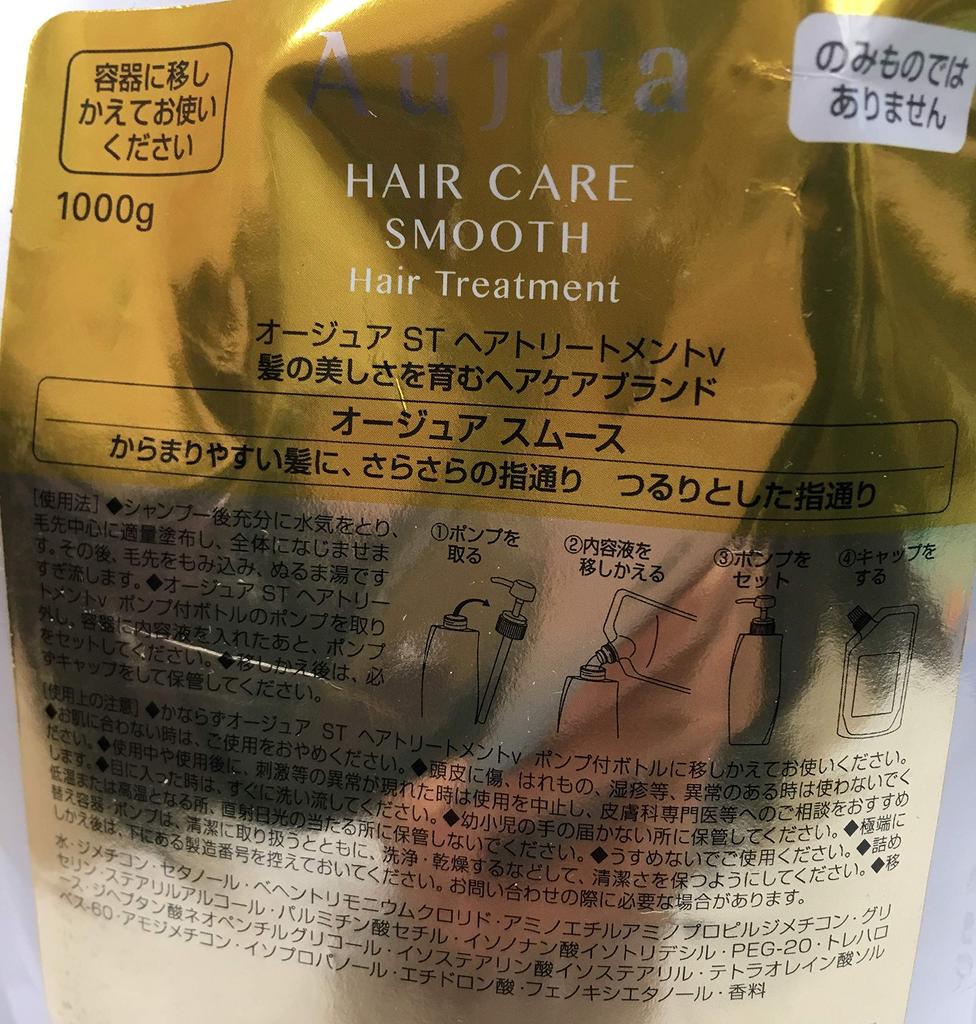 容器に移し
かえてお使い
ください
1000g
Aujua
のみものでは
ありません
HAIR CARE
SMOOTH
Hair Treatment
オージュア ST ヘアトリートメントv
髪の美しさを育むヘアケアブランド
オージュア スムース
からまりやすい髪に、さらさらの指通り つるりとした指通り
[使用法]◆シャンプー後充分に水気をとり、
毛先中心に適量塗布し、全体になじませま
す。その後、毛先をもみ込み、ぬるま湯です
すぎ流します。◆オージュア ST ヘアトリー
トメントv ポンプ付ボトルのポンプを取り
外し、容器に内容液を入れたあと、ポンプ
をセットしてください。◆移しかえ後は、必
ずキャップをして保管してください。
①ポンプを
取る
②内容液を
移しかえる
③ポンプを
セット
④キャップを
する
[使用上の注意]◆かならずオージュア ST ヘアトリートメントv ポンプ付ボトルに移しかえてお使いください。
◆お肌に合わない時は、ご使用をおやめください。◆頭皮に傷、はれもの、湿疹等、異常のある時は使わないでく
ださい。◆使用中や使用後に、刺激等の異常が現れた時は使用を中止し、皮膚科専門医等へのご相談をおすすめ
します。◆目に入った時は、すぐに洗い流してください。◆幼小児の手の届かない所に保管してください。◆極端に
低温または高温となる所、直射日光の当たる所に保管しないでください。◆うすめないでご使用ください。◆詰め
替え容器・ポンプは、清潔に取り扱うとともに、洗浄・乾燥するなどして、清潔さを保つようにしてください。◆移
しかえ後は、下にある製造番号を控えておいてください。お問い合わせの際に必要な場合があります。
水・ジメチコン・セタノール・ベヘントリモニウムクロリド・アミノエチルアミノプロピルジメチコン・グリ
セリン・ステアリルアルコール・パルミチン酸セチル・イソノナン酸イソトリデシル・PEG-20・トレハロ
ース・ジヘプタン酸ネオペンチルグリコール・イソステアリン酸イソステアリル・テトラオレイン酸ソル
ベス-60・アモジメチコン・イソプロパノール・エチドロン酸・フェノキシエタノール・香料